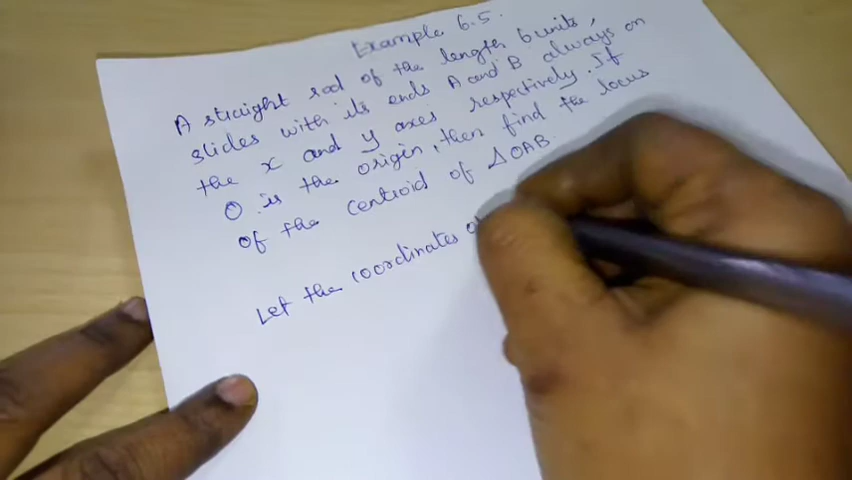 Example 6.5.
A straight rod of the length 6 units,
slides with its ends A and B always on
the x and y axes respectively. If
O is the origin, then find the locus
of the centroid of ΔOAB.
Let the coordinates of